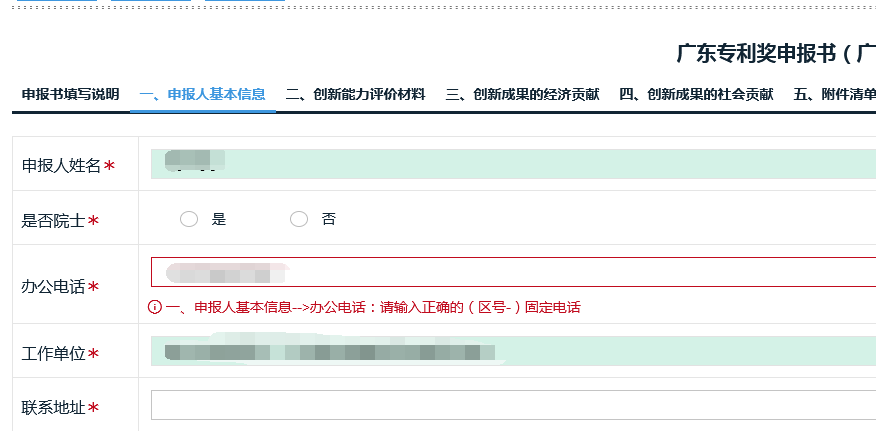 广东专利奖申报书（广
申报书填写说明 一、申报人基本信息 二、创新能力评价材料 三、创新成果的经济贡献 四、创新成果的社会贡献 五、附件清单
申报人姓名*
是否院士* 是 否
办公电话*
一、申报人基本信息-->办公电话：请输入正确的（区号-）固定电话
工作单位*
联系地址*